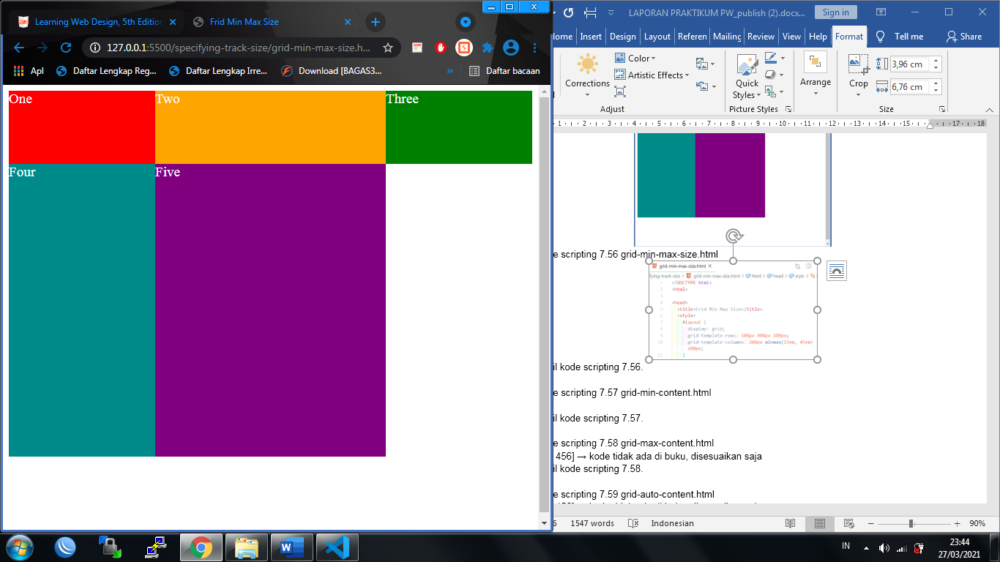 Learning Web Design, 5th Edition
Frid Min Max Size
127.0.0.1:5500/specifying-track-size/grid-min-max-size.h...
Apl
Daftar Lengkap Reg...
Daftar Lengkap Irre...
Download [BAGAS3...
»
Daftar bacaan
One
Two
Three
Four
Five
LAPORAN PRAKTIKUM PW_publish (2).docx...
Sign in
ome Insert Design Layout Referen Mailing Review View Help Format Tell me Share
Corrections
Color
Artistic Effects
Adjust
Quick Styles
Picture Styles
Arrange
Crop
3,96 cm
6,76 cm
Size
1 2 3 4 5 6 7 8 9 10 11 12 13 14 15 17 18
e scripting 7.56 grid-min-max-size.html
grid-min-max-size.html
fying-track-size > grid-min-max-size.html > html > head > style >
1 <!DOCTYPE html>
2 <html>
3
4 <head>
5 <title>Frid Min Max Size</title>
6 <style>
7 #layout {
8 display: grid;
9 grid-template-rows: 100px 400px 100px;
10 grid-template-columns: 200px minmax(15em, 45em)
200px;
11 }
il kode scripting 7.56.
e scripting 7.57 grid-min-content.html
il kode scripting 7.57.
e scripting 7.58 grid-max-content.html
456] → kode tidak ada di buku, disesuaikan saja
il kode scripting 7.58.
e scripting 7.59 grid-auto-content.html
6 1547 words Indonesian 90%
IN
23:44
27/03/2021